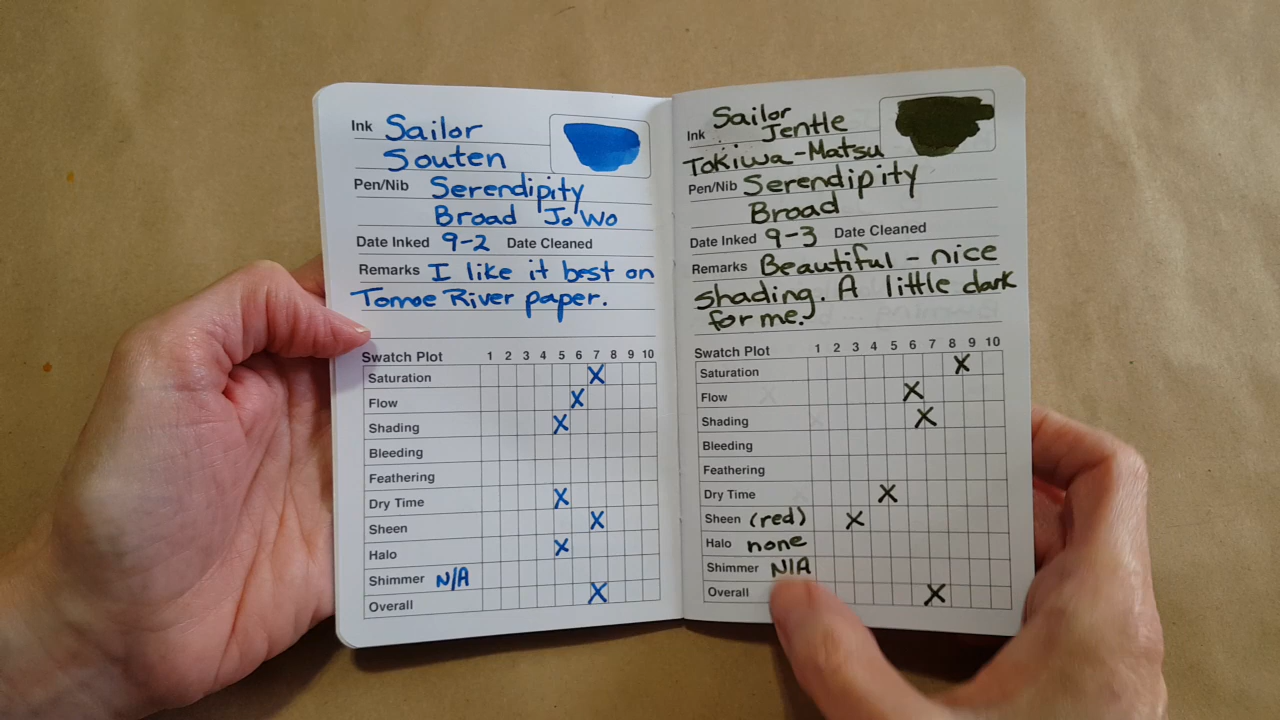 Ink Sailor
Souten
Pen/Nib Serendipity
Broad JoWo
Date Inked 9-2 Date Cleaned
Remarks I like it best on
Tomoe River paper.
Swatch Plot 1 2 3 4 5 6 7 8 9 10
Saturation X
Flow X
Shading X
Bleeding
Feathering
Dry Time X
Sheen X
Halo X
Shimmer N/A
Overall X
Ink Sailor Jentle
Tokiwa-Matsu
Pen/Nib Serendipity
Broad
Date Inked 9-3 Date Cleaned
Remarks Beautiful - nice
shading. A little dark
for me.
Swatch Plot 1 2 3 4 5 6 7 8 9 10
Saturation X
Flow X
Shading X
Bleeding
Feathering
Dry Time X
Sheen (red) X
Halo none
Shimmer N/A
Overall X